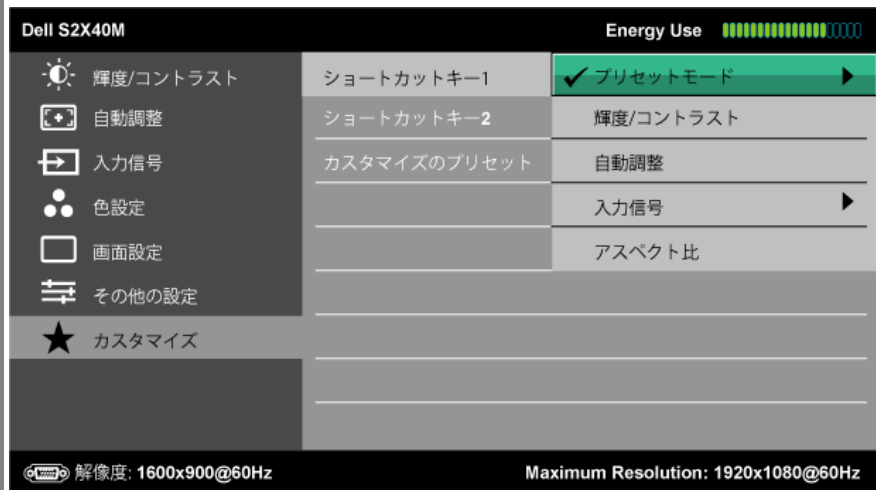 Dell S2X40M
Energy Use
輝度/コントラスト
自動調整
入力信号
色設定
画面設定
その他の設定
カスタマイズ
ショートカットキー1
ショートカットキー2
カスタマイズのプリセット
プリセットモード
輝度/コントラスト
自動調整
入力信号
アスペクト比
解像度: 1600x900@60Hz
Maximum Resolution: 1920x1080@60Hz